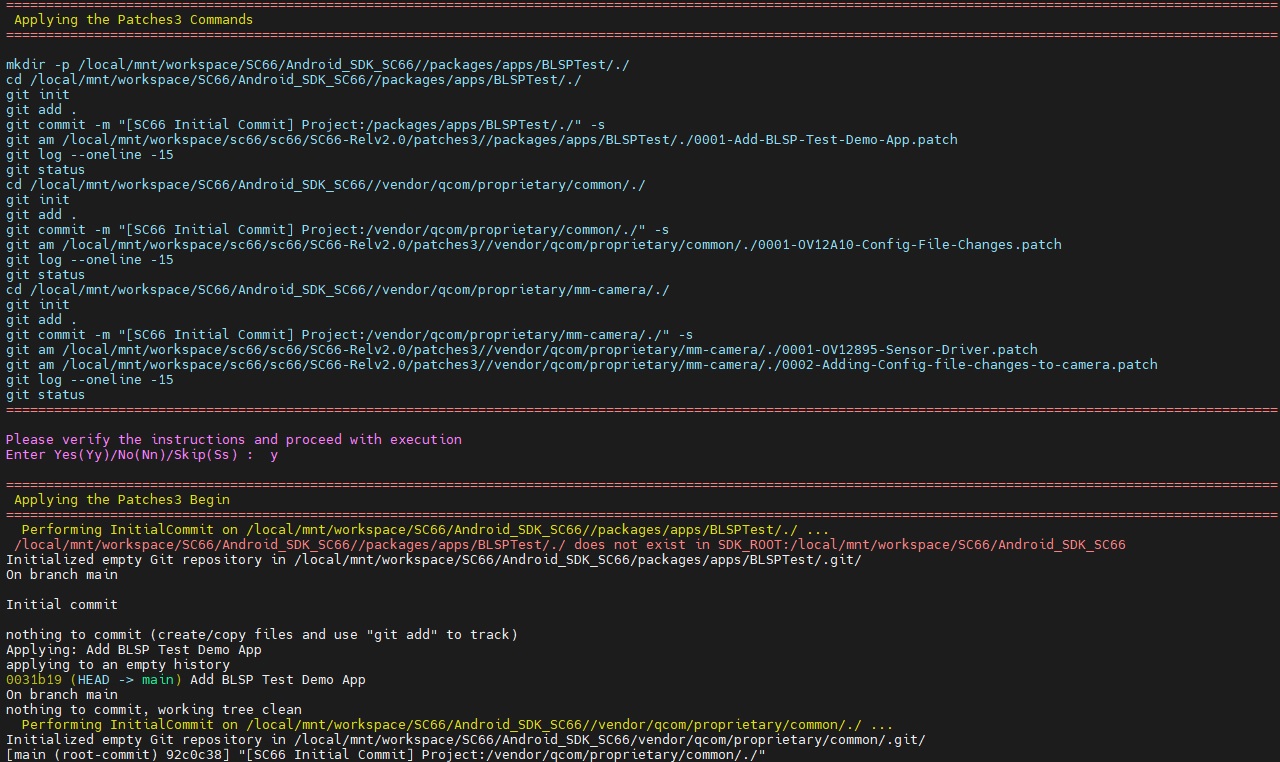 ================================================================================
Applying the Patches3 Commands
================================================================================
mkdir -p /local/mnt/workspace/SC66/Android_SDK_SC66//packages/apps/BLSPTest/./
cd /local/mnt/workspace/SC66/Android_SDK_SC66//packages/apps/BLSPTest/./
git init
git add .
git commit -m "[SC66 Initial Commit] Project:/packages/apps/BLSPTest/./" -s
git am /local/mnt/workspace/sc66/sc66/SC66-Relv2.0/patches3//packages/apps/BLSPTest/./0001-Add-BLSP-Test-Demo-App.patch
git log --oneline -15
git status
cd /local/mnt/workspace/SC66/Android_SDK_SC66//vendor/qcom/proprietary/common/./
git init
git add .
git commit -m "[SC66 Initial Commit] Project:/vendor/qcom/proprietary/common/./" -s
git am /local/mnt/workspace/sc66/sc66/SC66-Relv2.0/patches3//vendor/qcom/proprietary/common/./0001-OV12A10-Config-File-Changes.patch
git log --oneline -15
git status
cd /local/mnt/workspace/SC66/Android_SDK_SC66//vendor/qcom/proprietary/mm-camera/./
git init
git add .
git commit -m "[SC66 Initial Commit] Project:/vendor/qcom/proprietary/mm-camera/./" -s
git am /local/mnt/workspace/sc66/sc66/SC66-Relv2.0/patches3//vendor/qcom/proprietary/mm-camera/./0001-OV12895-Sensor-Driver.patch
git am /local/mnt/workspace/sc66/sc66/SC66-Relv2.0/patches3//vendor/qcom/proprietary/mm-camera/./0002-Adding-Config-file-changes-to-camera.patch
git log --oneline -15
git status
================================================================================
Please verify the instructions and proceed with execution
Enter Yes(Yy)/No(Nn)/Skip(Ss) :  y
================================================================================
Applying the Patches3 Begin
================================================================================
Performing InitialCommit on /local/mnt/workspace/SC66/Android_SDK_SC66//packages/apps/BLSPTest/./ ...
/local/mnt/workspace/SC66/Android_SDK_SC66//packages/apps/BLSPTest/./ does not exist in SDK_ROOT:/local/mnt/workspace/SC66/Android_SDK_SC66
Initialized empty Git repository in /local/mnt/workspace/SC66/Android_SDK_SC66/packages/apps/BLSPTest/.git/
On branch main
Initial commit
nothing to commit (create/copy files and use "git add" to track)
Applying: Add BLSP Test Demo App
applying to an empty history
0031b19 (HEAD -> main) Add BLSP Test Demo App
On branch main
nothing to commit, working tree clean
Performing InitialCommit on /local/mnt/workspace/SC66/Android_SDK_SC66//vendor/qcom/proprietary/common/./ ...
Initialized empty Git repository in /local/mnt/workspace/SC66/Android_SDK_SC66/vendor/qcom/proprietary/common/.git/
[main (root-commit) 92c0c38] "[SC66 Initial Commit] Project:/vendor/qcom/proprietary/common/./"